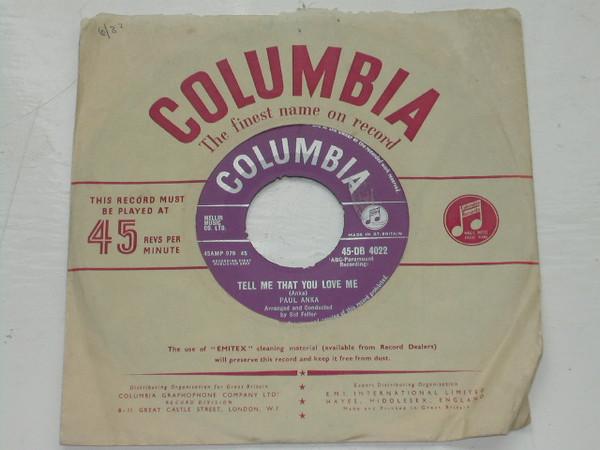 6/8
COLUMBIA
The finest name on record
COLUMBIA
THIS RECORD MUST
BE PLAYED AT
45 REVS PER
MINUTE
MELLIN
MUSIC
CO. LTD.
MADE IN GT. BRITAIN
45-DB 4022
(ABC-Paramount
Recording)
TELL ME THAT YOU LOVE ME
(Anka)
PAUL ANKA
Arranged and Conducted
by Sid Feller
The use of "EMITEX" cleaning material (available from Record Dealers)
will preserve this record and keep it free from dust.
Distributing Organisation for Great Britain
COLUMBIA GRAPHOPHONE COMPANY LTD.
RECORD DIVISION
8-11 GREAT CASTLE STREET, LONDON, W.1
Export Distributing Organisation
E.M.I. INTERNATIONAL LIMITED
HAYES, MIDDLESEX, ENGLAND
Made and Printed in Great Britain